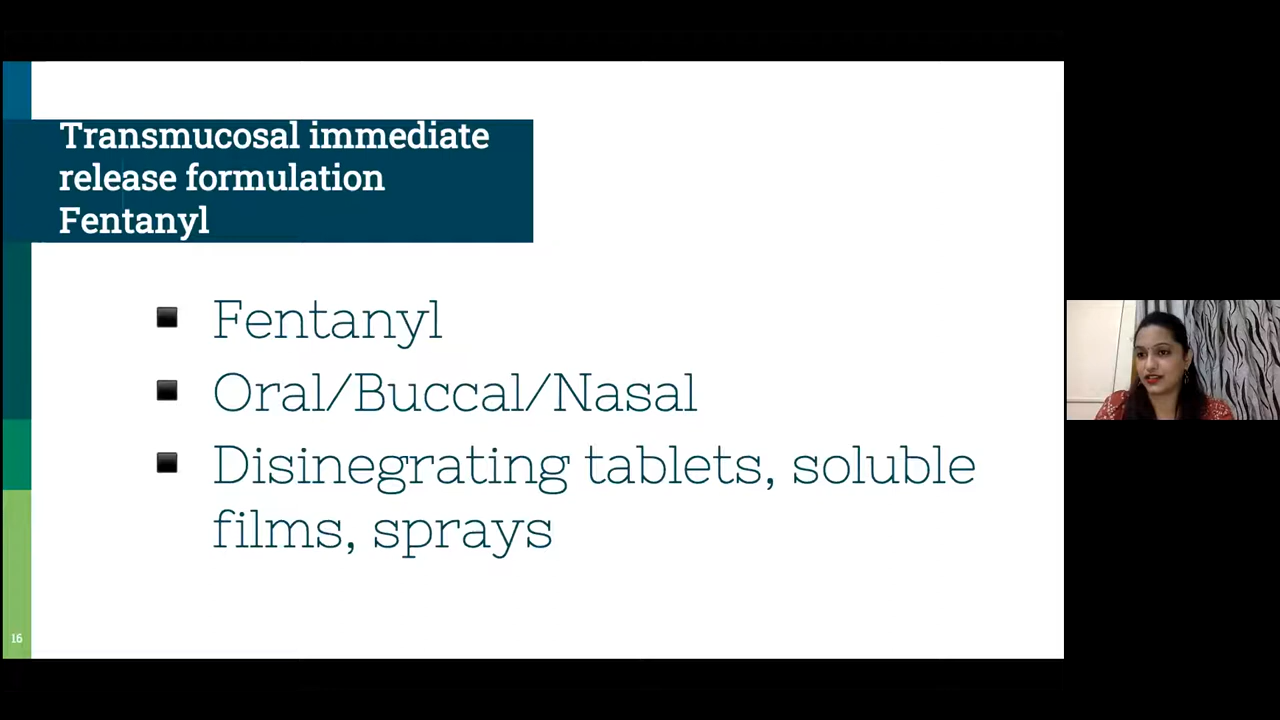 Transmucosal immediate
release formulation
Fentanyl
▪ Fentanyl
▪ Oral/Buccal/Nasal
▪ Disinegrating tablets, soluble
films, sprays
16